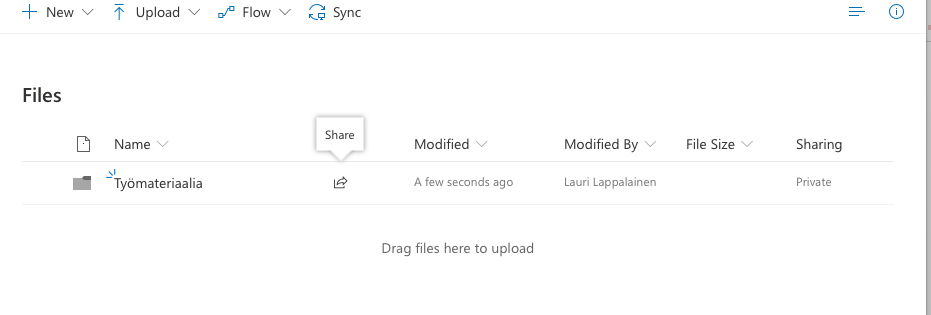 New Upload Flow Sync
Files
Share
Name Modified Modified By File Size Sharing
Työmateriaalia A few seconds ago Lauri Lappalainen Private
Drag files here to upload